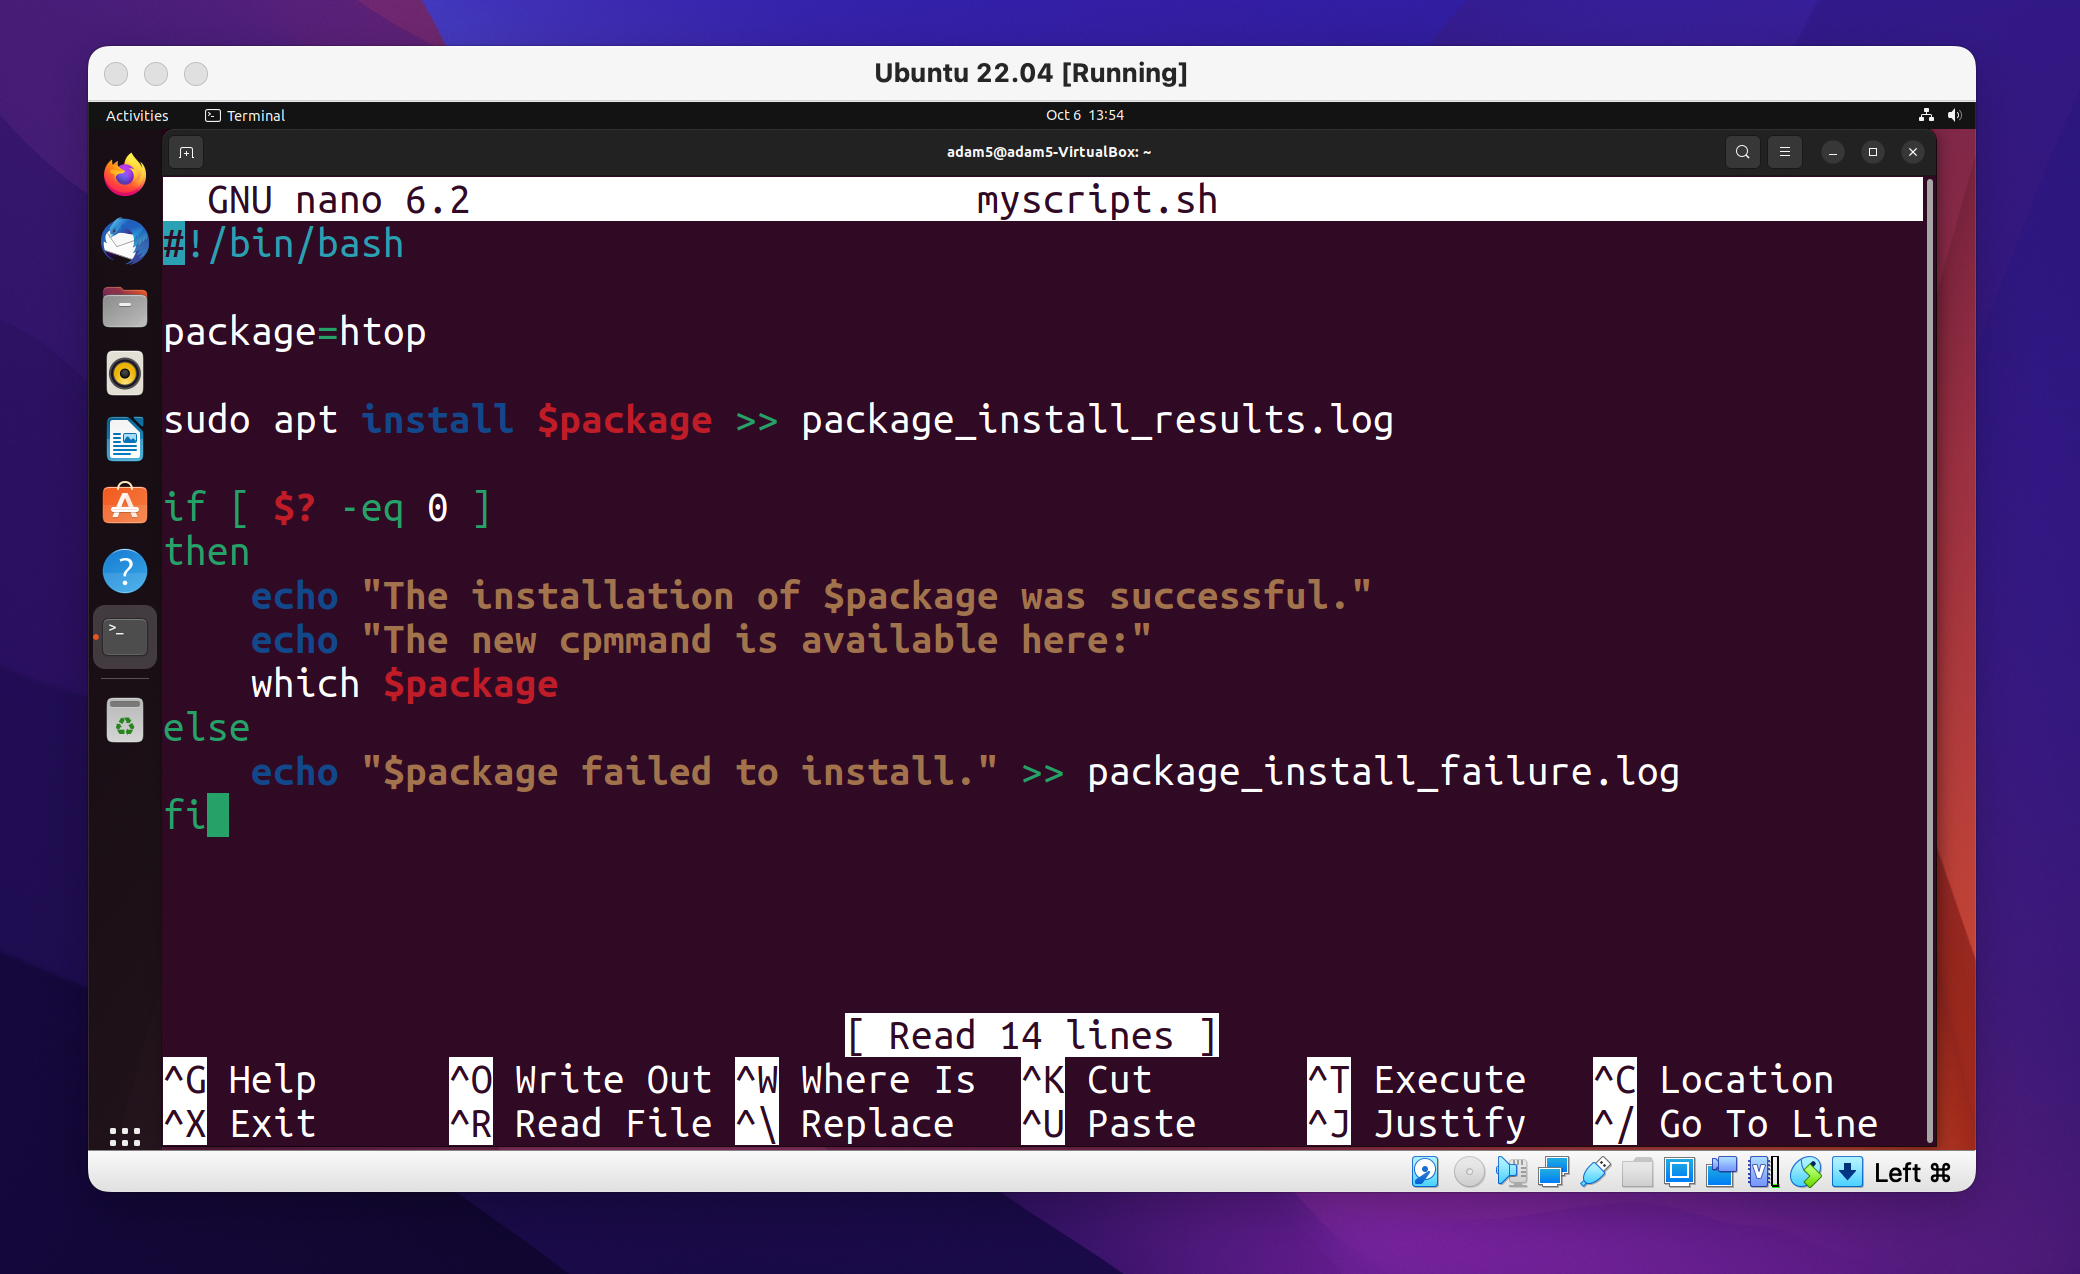 Ubuntu 22.04 [Running]
Activities Terminal Oct 6 13:54
adam5@adam5-VirtualBox: ~
GNU nano 6.2 myscript.sh
#!/bin/bash
package=htop
sudo apt install $package >> package_install_results.log
if [ $? -eq 0 ]
then
    echo "The installation of $package was successful."
    echo "The new cpmmand is available here:"
    which $package
else
    echo "$package failed to install." >> package_install_failure.log
fi
[ Read 14 lines ]
^G Help ^O Write Out ^W Where Is ^K Cut ^T Execute ^C Location
^X Exit ^R Read File ^\ Replace ^U Paste ^J Justify ^/ Go To Line
Left ⌘